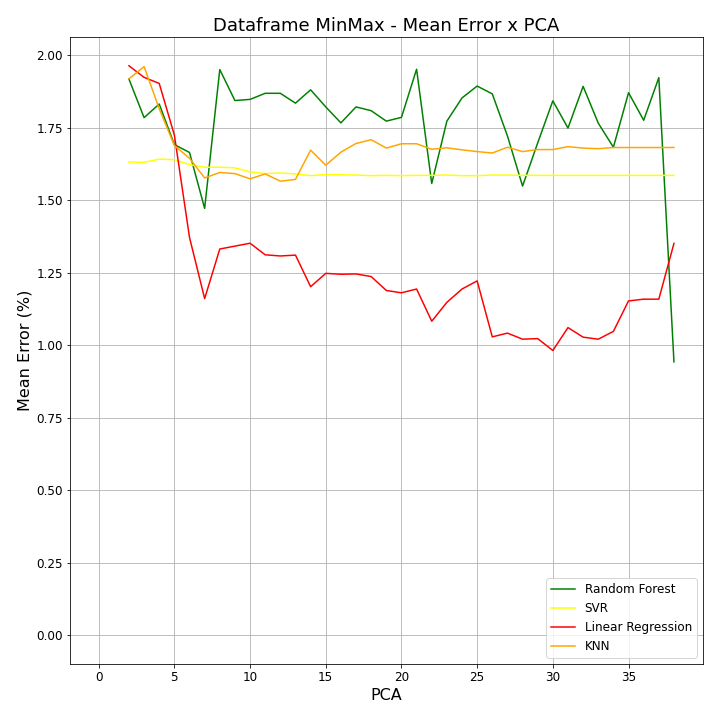 Dataframe MinMax - Mean Error x PCA
2.00
1.75
1.50
1.25
1.00
0.75
0.50
0.25
0.00
Mean Error (%)
0 5 10 15 20 25 30 35
PCA
Random Forest
SVR
Linear Regression
KNN